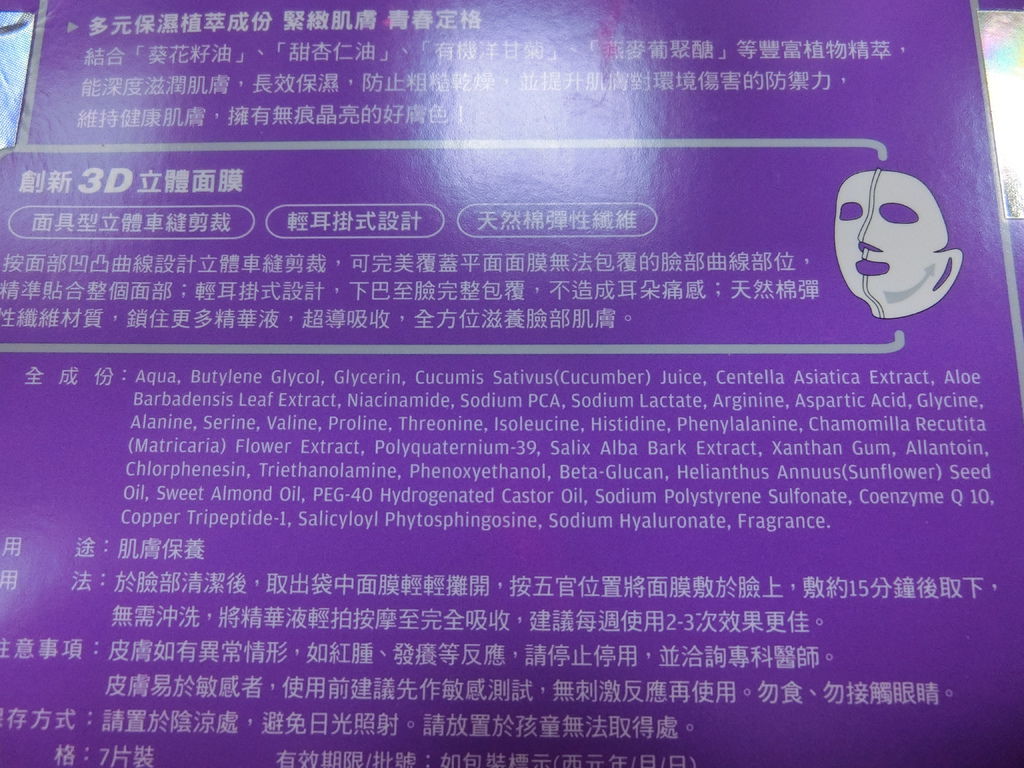 ▶ 多元保濕植萃成份 緊緻肌膚 青春定格
結合「葵花籽油」、「甜杏仁油」、「有機洋甘菊」、「燕麥葡聚醣」等豐富植物精萃，
能深度滋潤肌膚，長效保濕，防止粗糙乾燥，並提升肌膚對環境傷害的防禦力，
維持健康肌膚，擁有無痕晶亮的好膚色！
創新3D立體面膜
面具型立體車縫剪裁 輕耳掛式設計 天然棉彈性纖維
按面部凹凸曲線設計立體車縫剪裁，可完美覆蓋平面面膜無法包覆的臉部曲線部位，
精準貼合整個面部；輕耳掛式設計，下巴至臉完整包覆，不造成耳朵痛感；天然棉彈
性纖維材質，鎖住更多精華液，超導吸收，全方位滋養臉部肌膚。
全成份：Aqua, Butylene Glycol, Glycerin, Cucumis Sativus(Cucumber) Juice, Centella Asiatica Extract, Aloe
Barbadensis Leaf Extract, Niacinamide, Sodium PCA, Sodium Lactate, Arginine, Aspartic Acid, Glycine,
Alanine, Serine, Valine, Proline, Threonine, Isoleucine, Histidine, Phenylalanine, Chamomilla Recutita
(Matricaria) Flower Extract, Polyquaternium-39, Salix Alba Bark Extract, Xanthan Gum, Allantoin,
Chlorphenesin, Triethanolamine, Phenoxyethanol, Beta-Glucan, Helianthus Annuus(Sunflower) Seed
Oil, Sweet Almond Oil, PEG-40 Hydrogenated Castor Oil, Sodium Polystyrene Sulfonate, Coenzyme Q 10,
Copper Tripeptide-1, Salicyloyl Phytosphingosine, Sodium Hyaluronate, Fragrance.
用途：肌膚保養
用法：於臉部清潔後，取出袋中面膜輕輕攤開，按五官位置將面膜敷於臉上，敷約15分鐘後取下，
無需沖洗，將精華液輕拍按摩至完全吸收，建議每週使用2-3次效果更佳。
注意事項：皮膚如有異常情形，如紅腫、發癢等反應，請停止停用，並洽詢專科醫師。
皮膚易於敏感者，使用前建議先作敏感測試，無刺激反應再使用。勿食、勿接觸眼睛。
保存方式：請置於陰涼處，避免日光照射。請放置於孩童無法取得處。
格：7片裝 有效期限/批號：如包裝標示(西元年/月/日)